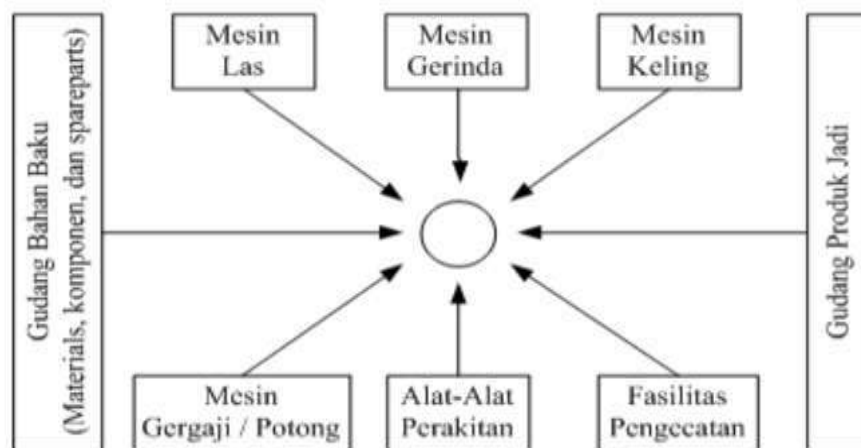 Gudang Bahan Baku
(Materials, komponen, dan spareparts)
Mesin
Las
Mesin
Gerinda
Mesin
Keling
Gudang Produk Jadi
Mesin
Gergaji / Potong
Alat-Alat
Perakitan
Fasilitas
Pengecatan